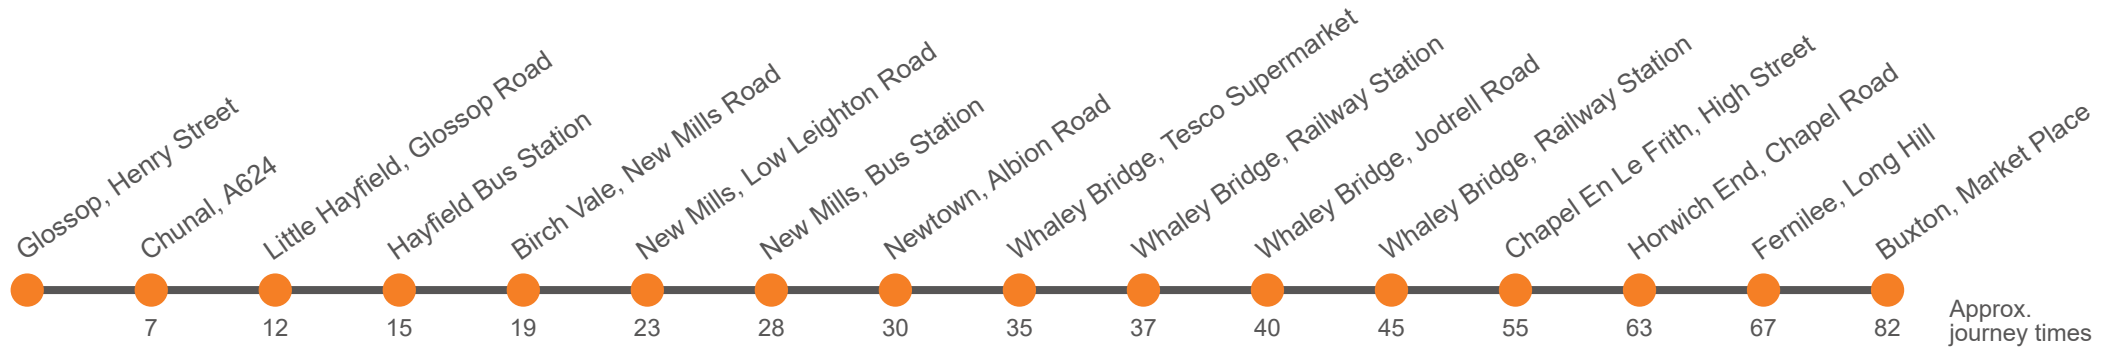 Glossop, Henry Street
Chunal, A624
Little Hayfield, Glossop Road
Hayfield Bus Station
Birch Vale, New Mills Road
New Mills, Low Leighton Road
New Mills, Bus Station
Newtown, Albion Road
Whaley Bridge, Tesco Supermarket
Whaley Bridge, Railway Station
Whaley Bridge, Jodrell Road
Whaley Bridge, Railway Station
Chapel En Le Frith, High Street
Horwich End, Chapel Road
Fernilee, Long Hill
Buxton, Market Place
7 12 15 19 23 28 30 35 37 40 45 55 63 67 82
Approx.
journey times